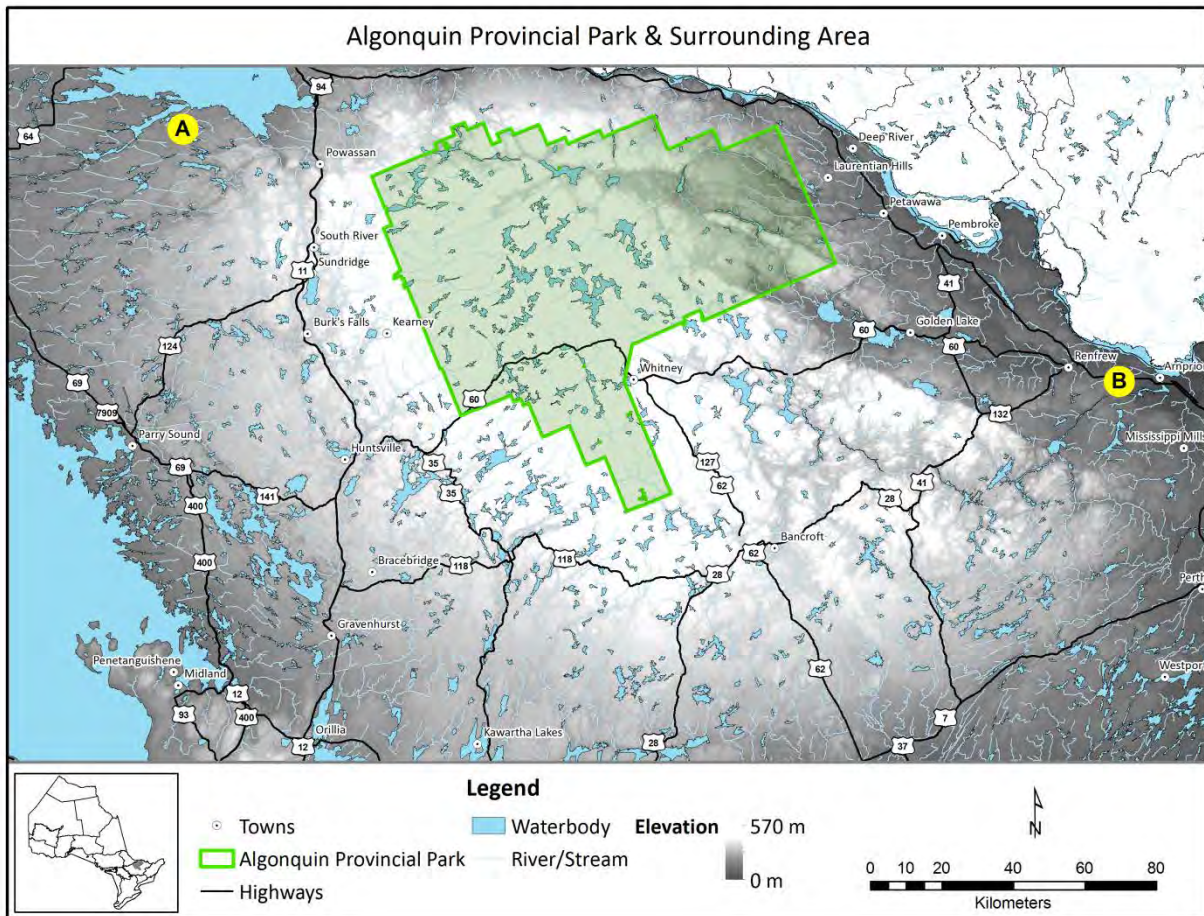 Algonquin Provincial Park & Surrounding Area
94
64
A
Powassan
Deep River
Laurentian Hills
Petawawa
Pembroke
South River
Sundridge
11
41
Burk's Falls
Kearney
60
Golden Lake
60
124
Renfrew
Whitney
B
Arnprior
69
60
7909
132
Parry Sound
Mississippi Mills
Huntsville
35
69
127
141
35
62
41
28
400
Bancroft
400
62
118
118
Bracebridge
28
Perth
Gravenhurst
Penetanguishene
62
Midland
Westport
12
93
400
7
Orillia
12
Kawartha Lakes
28
37
Legend
Towns
Waterbody
Elevation
570 m
Algonquin Provincial Park
River/Stream
0 m
Highways
N
0 10 20 40 60 80
Kilometers